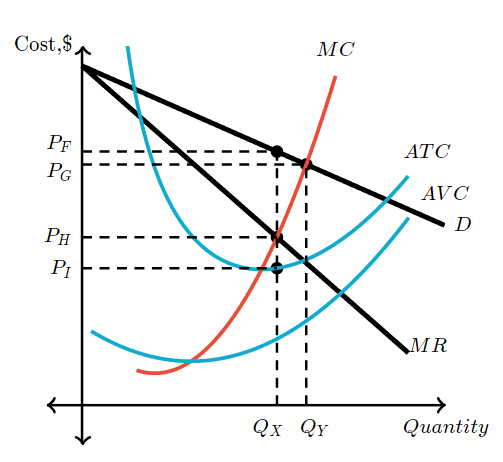 Cost,$
MC
P_F
P_G
ATC
AVC
D
P_H
P_I
MR
Q_X
Q_Y
Quantity